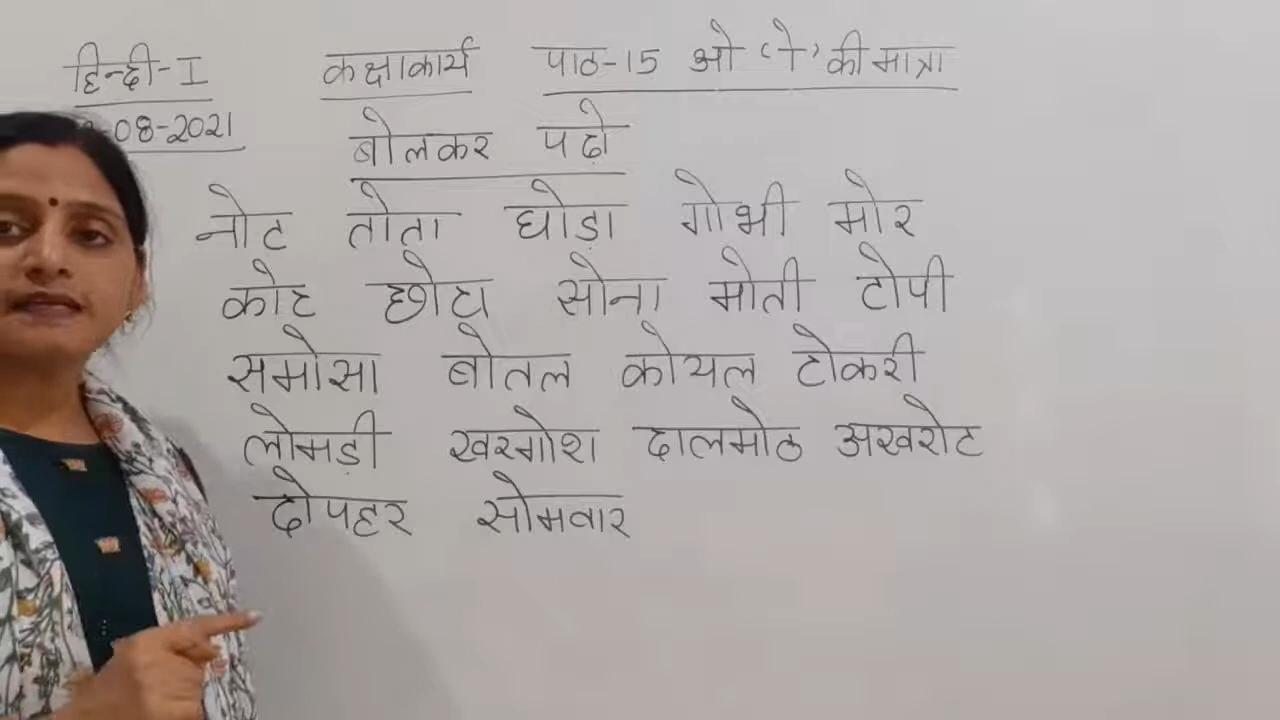 हिन्दी-I कक्षाकार्य पाठ-15 ओ ‘ो’ की मात्रा
-08-2021 बोलकर पढ़ो
नोट तोता घोड़ा गोभी मोर
कोट छोटा सोना मोती टोपी
समोसा बोतल कोयल टोकरी
लोमड़ी खरगोश दालमोठ अखरोट
दोपहर सोमवार